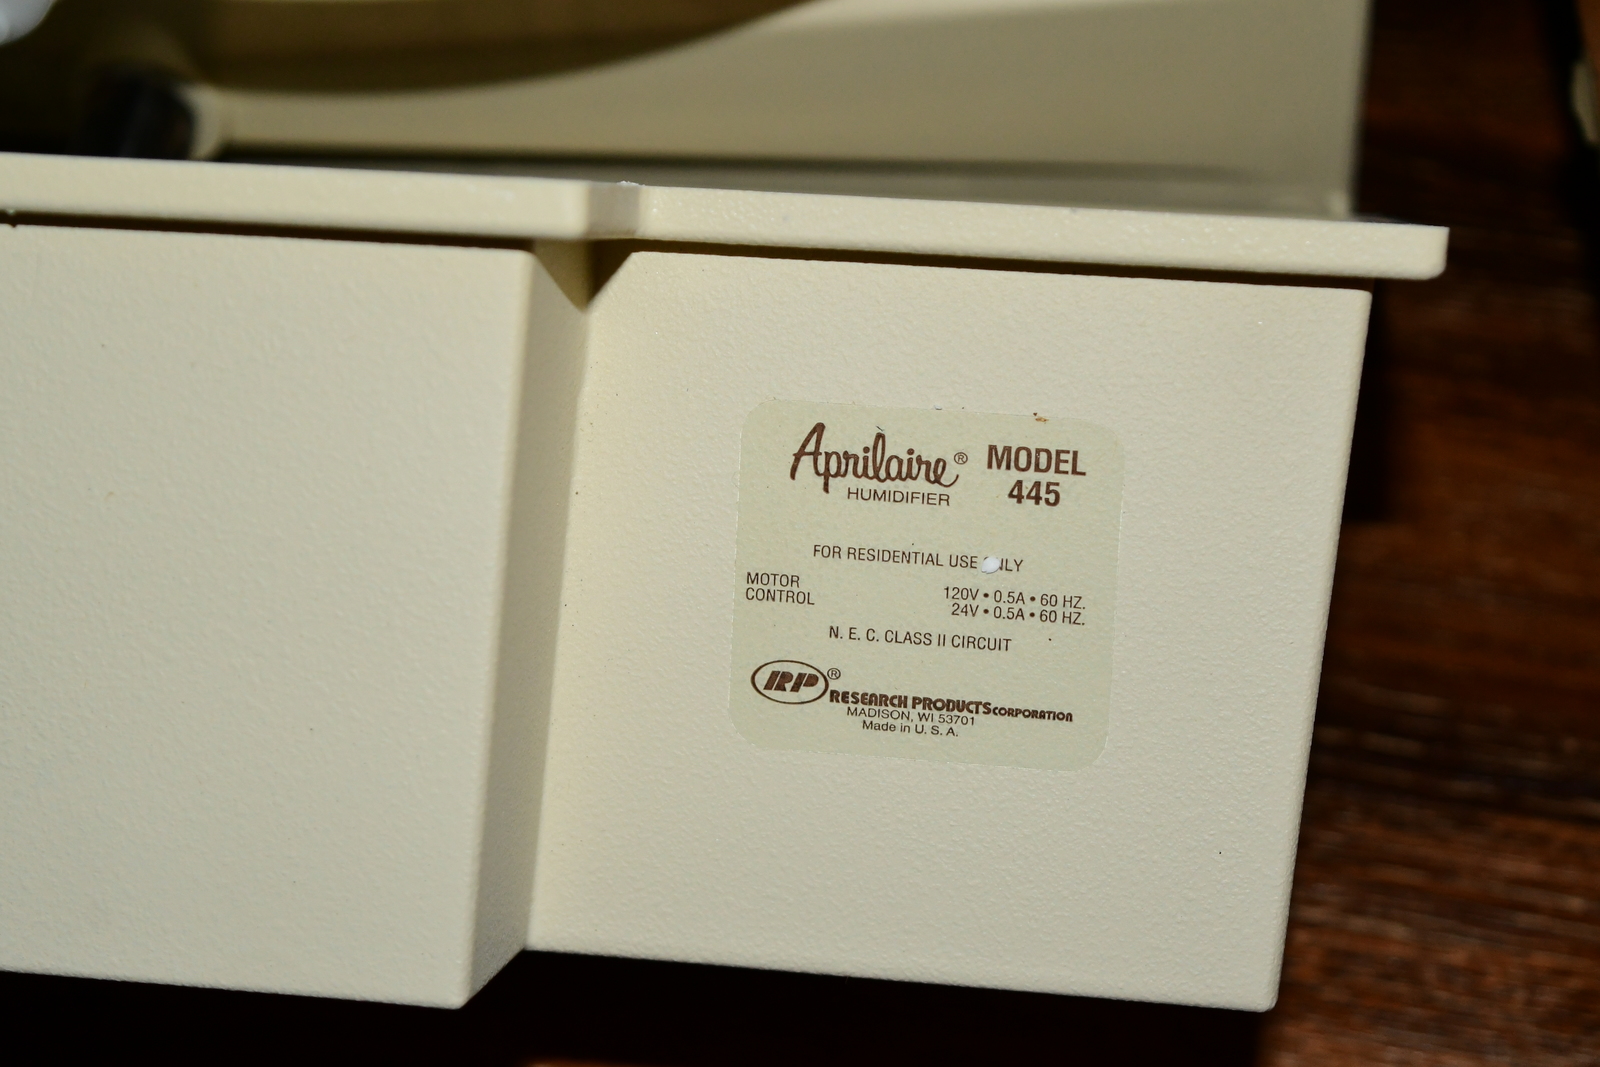 Aprilaire® MODEL
HUMIDIFIER 445
FOR RESIDENTIAL USE ONLY
MOTOR 120V • 0.5A • 60 HZ.
CONTROL 24V • 0.5A • 60 HZ.
N. E. C. CLASS II CIRCUIT
RP® RESEARCH PRODUCTS CORPORATION
MADISON, WI 53701
Made in U. S. A.